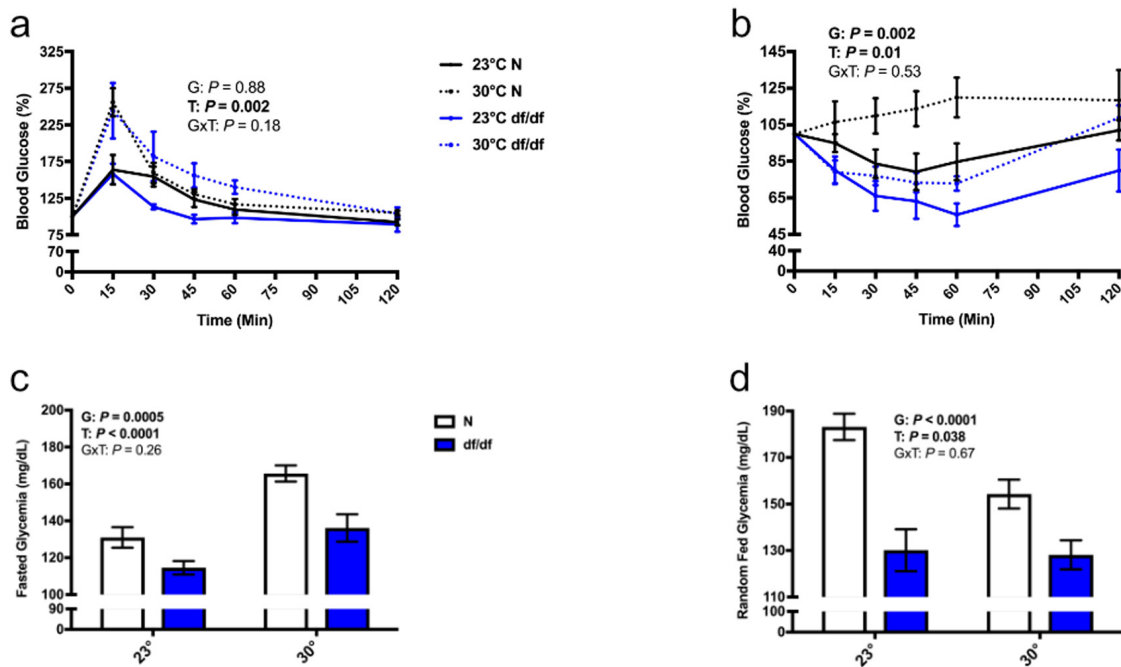 a
325
275
225
175
125
75
70
0
Blood Glucose (%)
G: P = 0.88
T: P = 0.002
GxT: P = 0.18
0 15 30 45 60 75 90 105 120
Time (Min)
23°C N
30°C N
23°C df/df
30°C df/df
b
145
125
105
85
65
45
40
0
Blood Glucose (%)
G: P = 0.002
T: P = 0.01
GxT: P = 0.53
0 15 30 45 60 75 90 105 120
Time (Min)
c
200
180
160
140
120
100
90
0
Fasted Glycemia (mg/dL)
G: P = 0.0005
T: P < 0.0001
GxT: P = 0.26
23° 30°
N
df/df
d
190
170
150
130
110
100
0
Random Fed Glycemia (mg/dL)
G: P < 0.0001
T: P = 0.038
GxT: P = 0.67
23° 30°